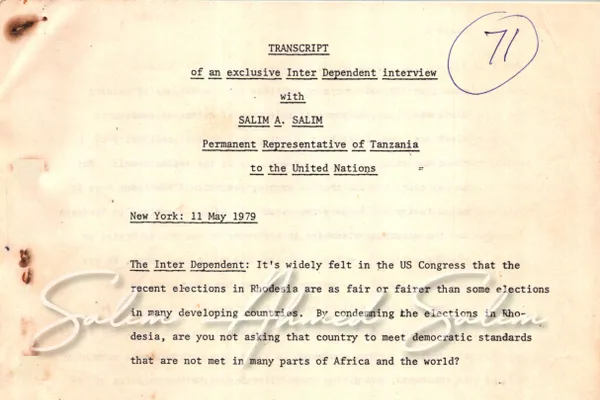 71
TRANSCRIPT
of an exclusive Inter Dependent interview
with
SALIM A. SALIM
Permanent Representative of Tanzania
to the United Nations
New York: 11 May 1979
The Inter Dependent: It's widely felt in the US Congress that the
recent elections in Rhodesia are as fair or fairer than some elections
in many developing countries. By condemning the elections in Rho-
desia, are you not asking that country to meet democratic standards
that are not met in many parts of Africa and the world?
Salim Ahmed Salim